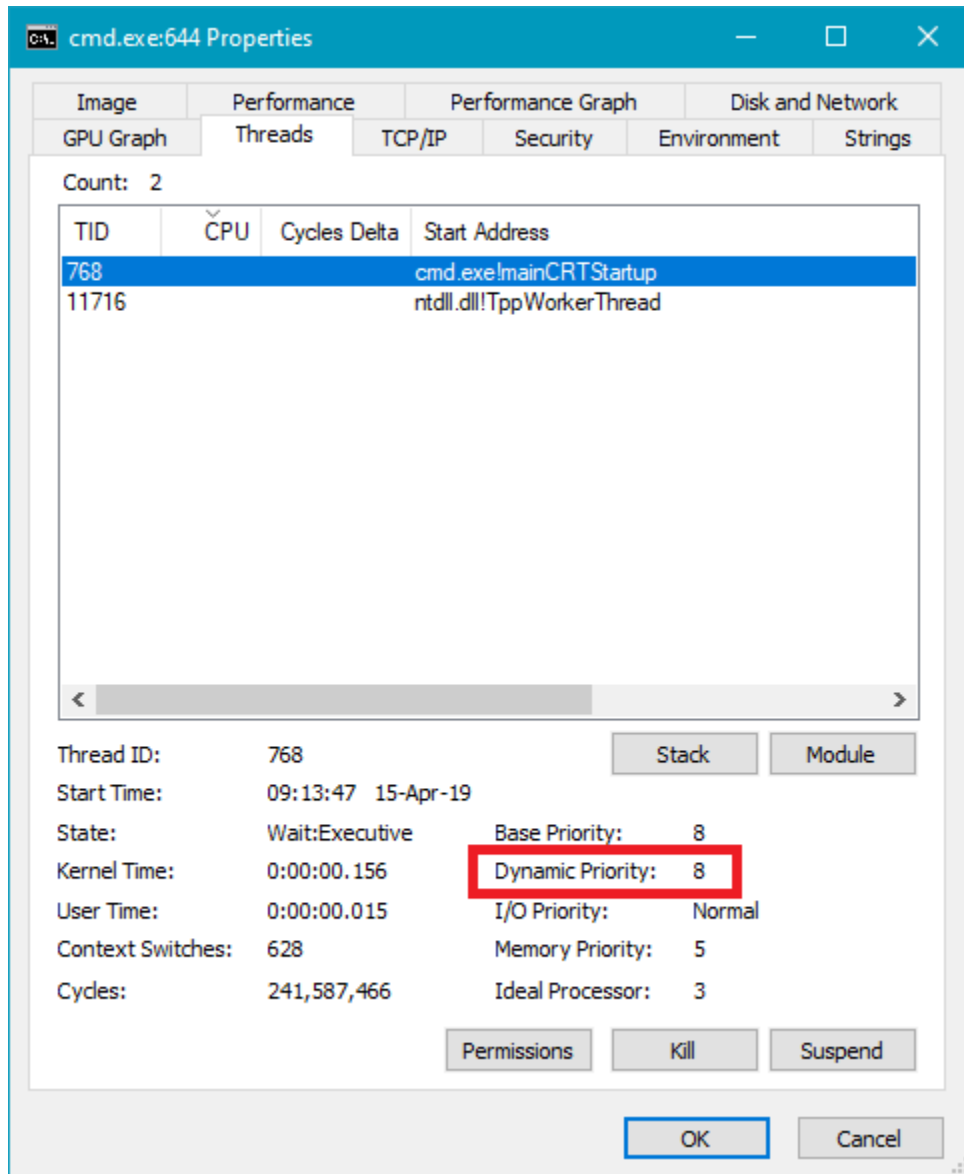 cmd.exe:644 Properties
Image Performance Performance Graph Disk and Network
GPU Graph Threads TCP/IP Security Environment Strings
Count: 2
TID CPU Cycles Delta Start Address
768 cmd.exe!mainCRTStartup
11716 ntdll.dll!TppWorkerThread
Thread ID: 768 Stack Module
Start Time: 09:13:47 15-Apr-19
State: Wait:Executive Base Priority: 8
Kernel Time: 0:00:00.156 Dynamic Priority: 8
User Time: 0:00:00.015 I/O Priority: Normal
Context Switches: 628 Memory Priority: 5
Cycles: 241,587,466 Ideal Processor: 3
Permissions Kill Suspend
OK Cancel